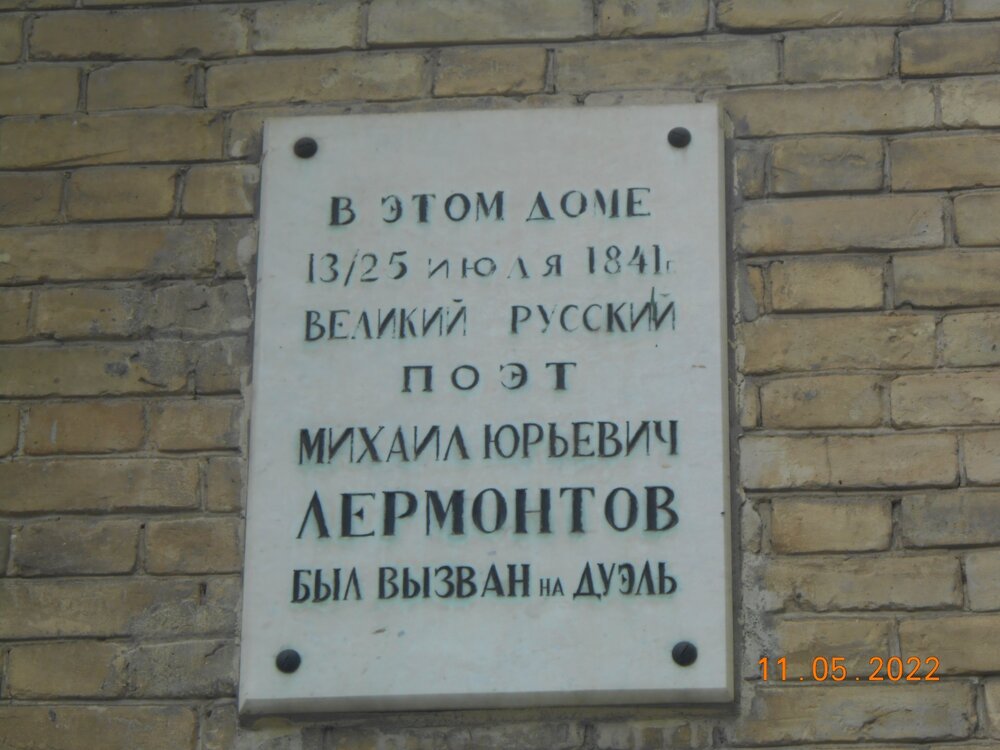 В ЭТОМ ДОМЕ
13/25 ИЮЛЯ 1841г.
ВЕЛИКИЙ РУССКИЙ
ПОЭТ
МИХАИЛ ЮРЬЕВИЧ
ЛЕРМОНТОВ
БЫЛ ВЫЗВАН НА ДУЭЛЬ
11.05.2022